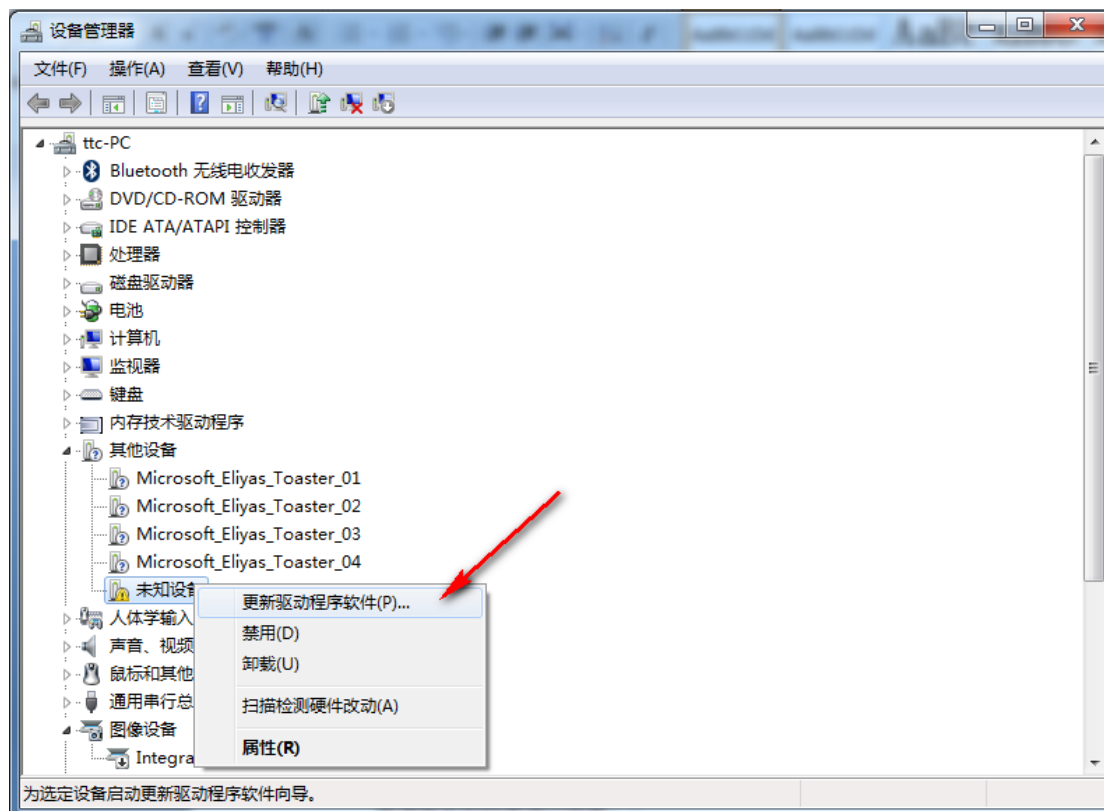 设备管理器
文件(F) 操作(A) 查看(V) 帮助(H)
ttc-PC
Bluetooth 无线电收发器
DVD/CD-ROM 驱动器
IDE ATA/ATAPI 控制器
处理器
磁盘驱动器
电池
计算机
监视器
键盘
内存技术驱动程序
其他设备
Microsoft_Eliyas_Toaster_01
Microsoft_Eliyas_Toaster_02
Microsoft_Eliyas_Toaster_03
Microsoft_Eliyas_Toaster_04
未知设备
更新驱动程序软件(P)...
人体学输入
禁用(D)
声音、视频
卸载(U)
鼠标和其他
通用串行总
扫描检测硬件改动(A)
图像设备
属性(R)
Integra
为选定设备启动更新驱动程序软件向导。